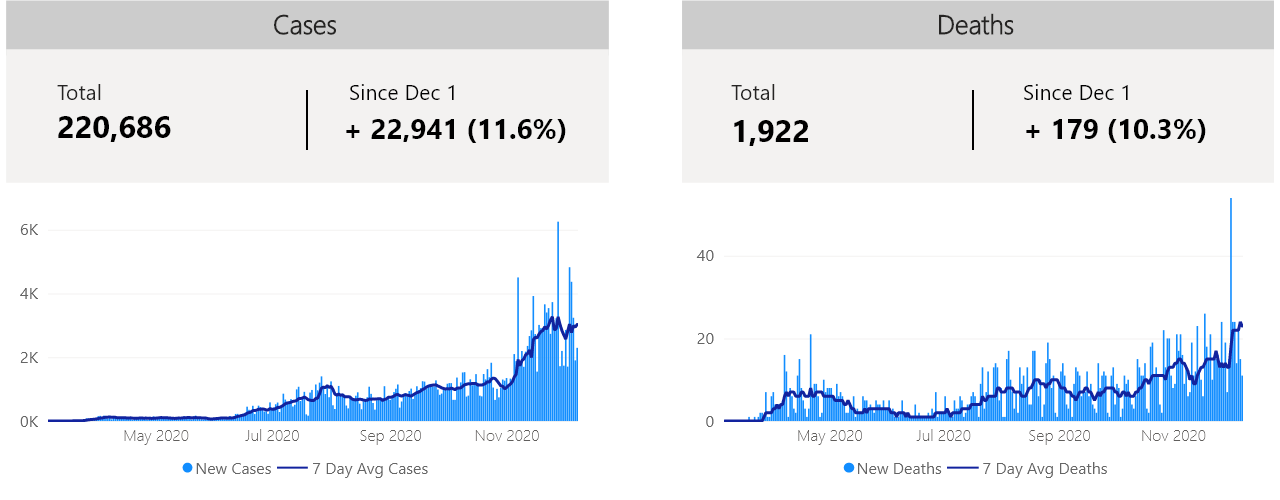 Cases
Total
220,686
Since Dec 1
+ 22,941 (11.6%)
6K
4K
2K
0K
May 2020 Jul 2020 Sep 2020 Nov 2020
New Cases 7 Day Avg Cases
Deaths
Total
1,922
Since Dec 1
+ 179 (10.3%)
40
20
0
May 2020 Jul 2020 Sep 2020 Nov 2020
New Deaths 7 Day Avg Deaths